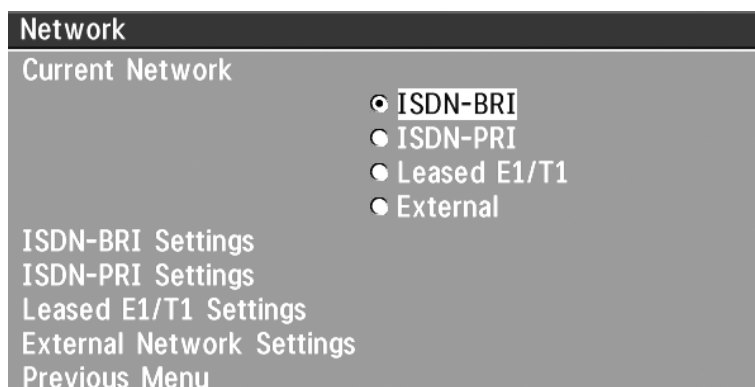 Network
Current Network
ISDN-BRI
ISDN-PRI
Leased E1/T1
External
ISDN-BRI Settings
ISDN-PRI Settings
Leased E1/T1 Settings
External Network Settings
Previous Menu